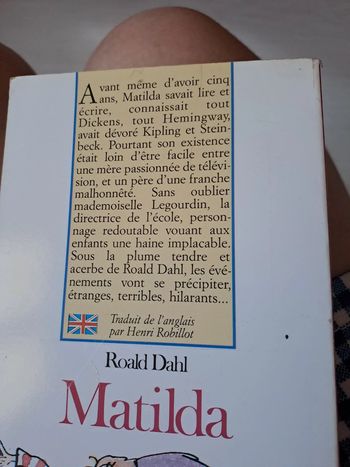 Avant même d'avoir cinq
ans, Matilda savait lire et
écrire, connaissait tout
Dickens, tout Hemingway,
avait dévoré Kipling et Stein-
beck. Pourtant son existence
était loin d'être facile entre
une mère passionnée de télévi-
sion, et un père d'une franche
malhonnêté. Sans oublier
mademoiselle Legourdin, la
directrice de l'école, person-
nage redoutable vouant aux
enfants une haine implacable.
Sous la plume tendre et
acerbe de Roald Dahl, les évé-
nements vont se précipiter,
étranges, terribles, hilarants...
Traduit de l'anglais
par Henri Robillot
Roald Dahl
Matilda